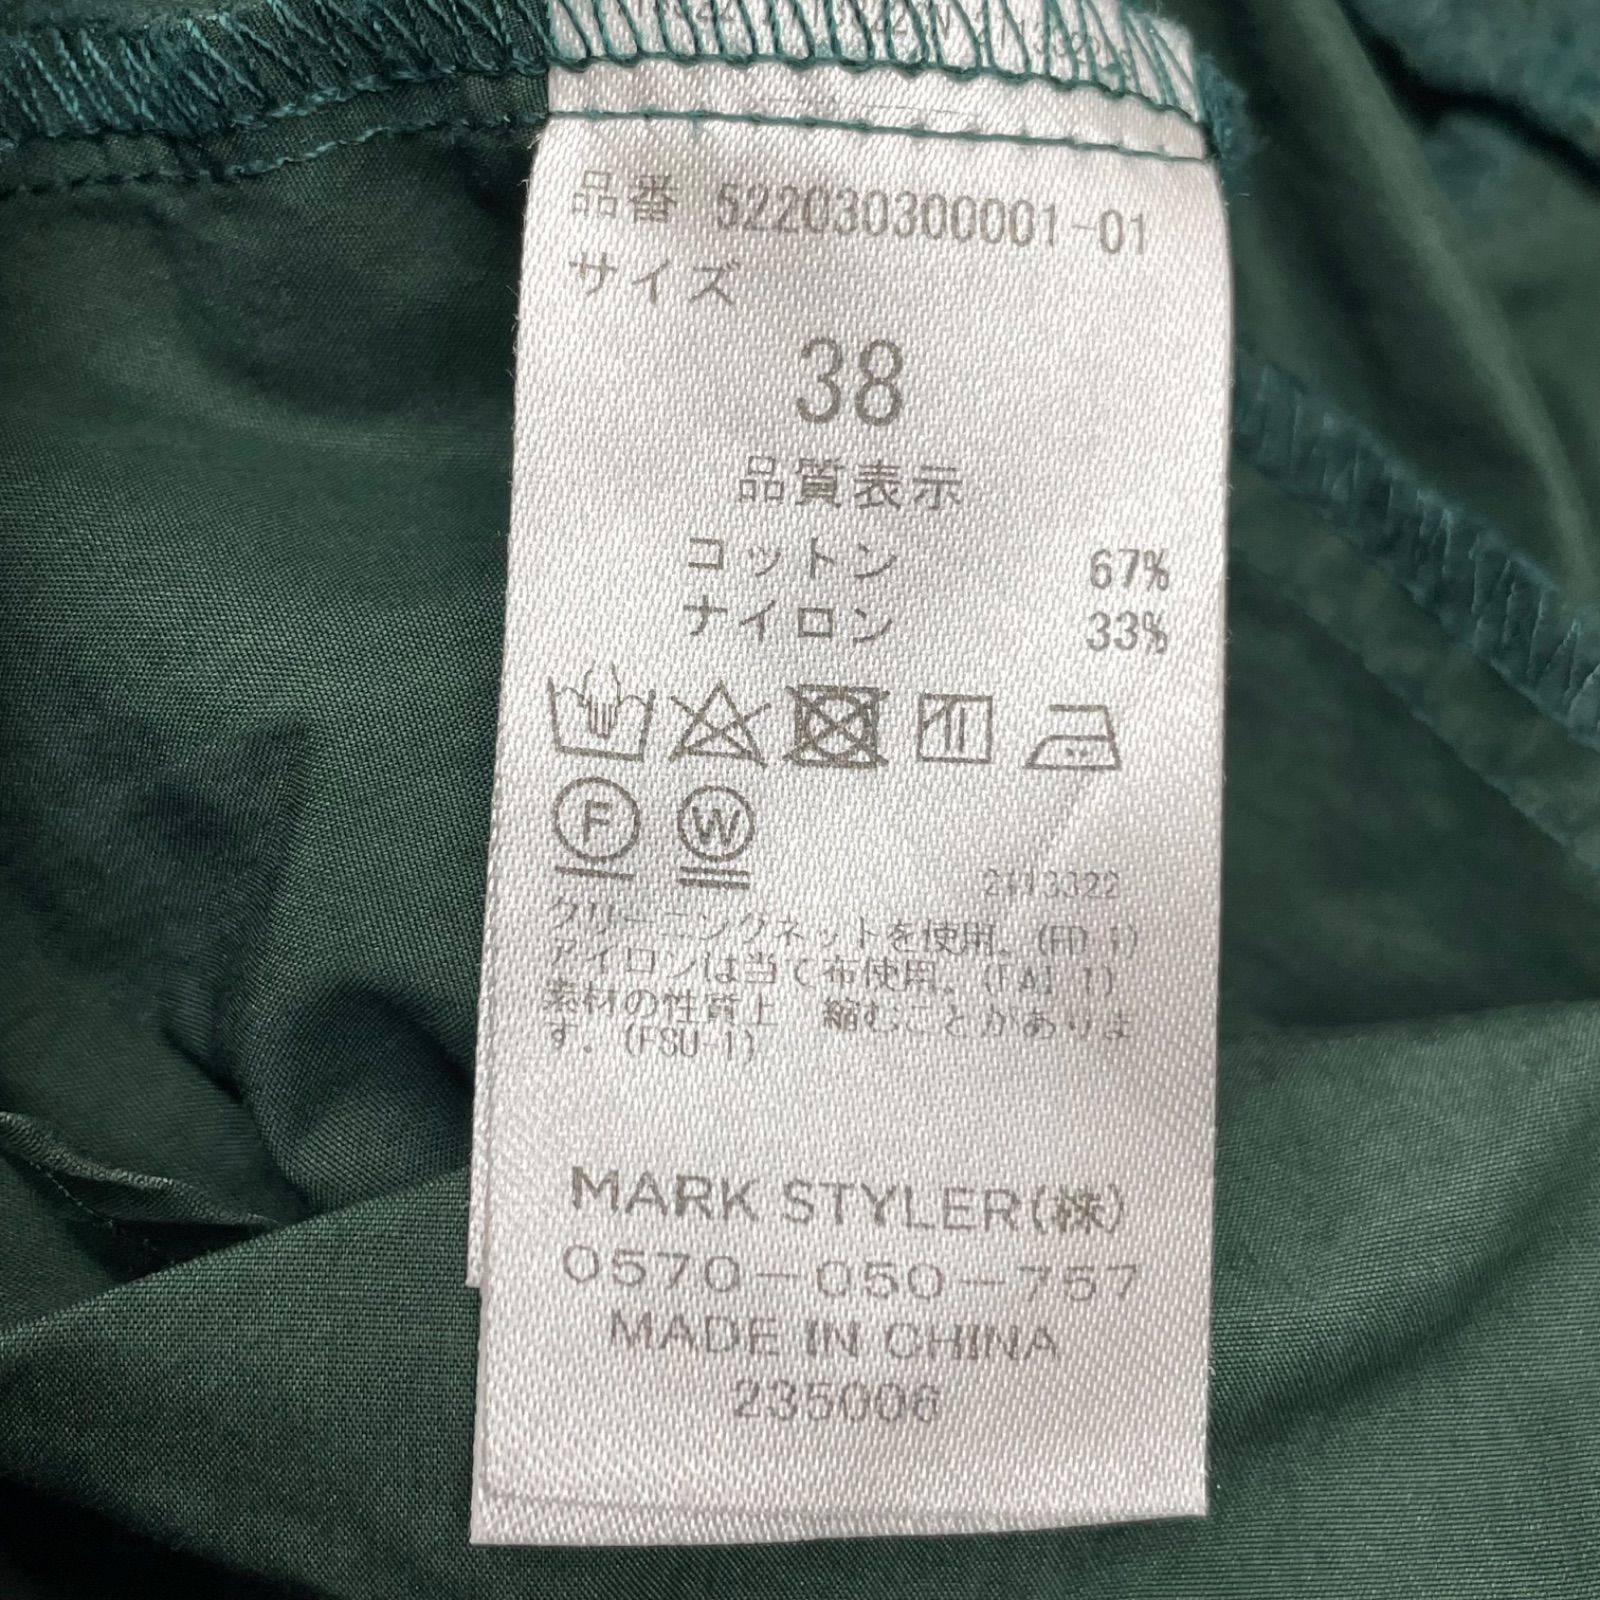 品番 522030300001-01
サイズ
38
品質表示
コットン 67%
ナイロン 33%
F W
2113322
クリーニングネットを使用。(FD-1)
アイロンは当て布使用。(FAI-1)
素材の性質上 縮むことがありま
す。(FSU-1)
MARK STYLER(株)
0570-050-757
MADE IN CHINA
235006